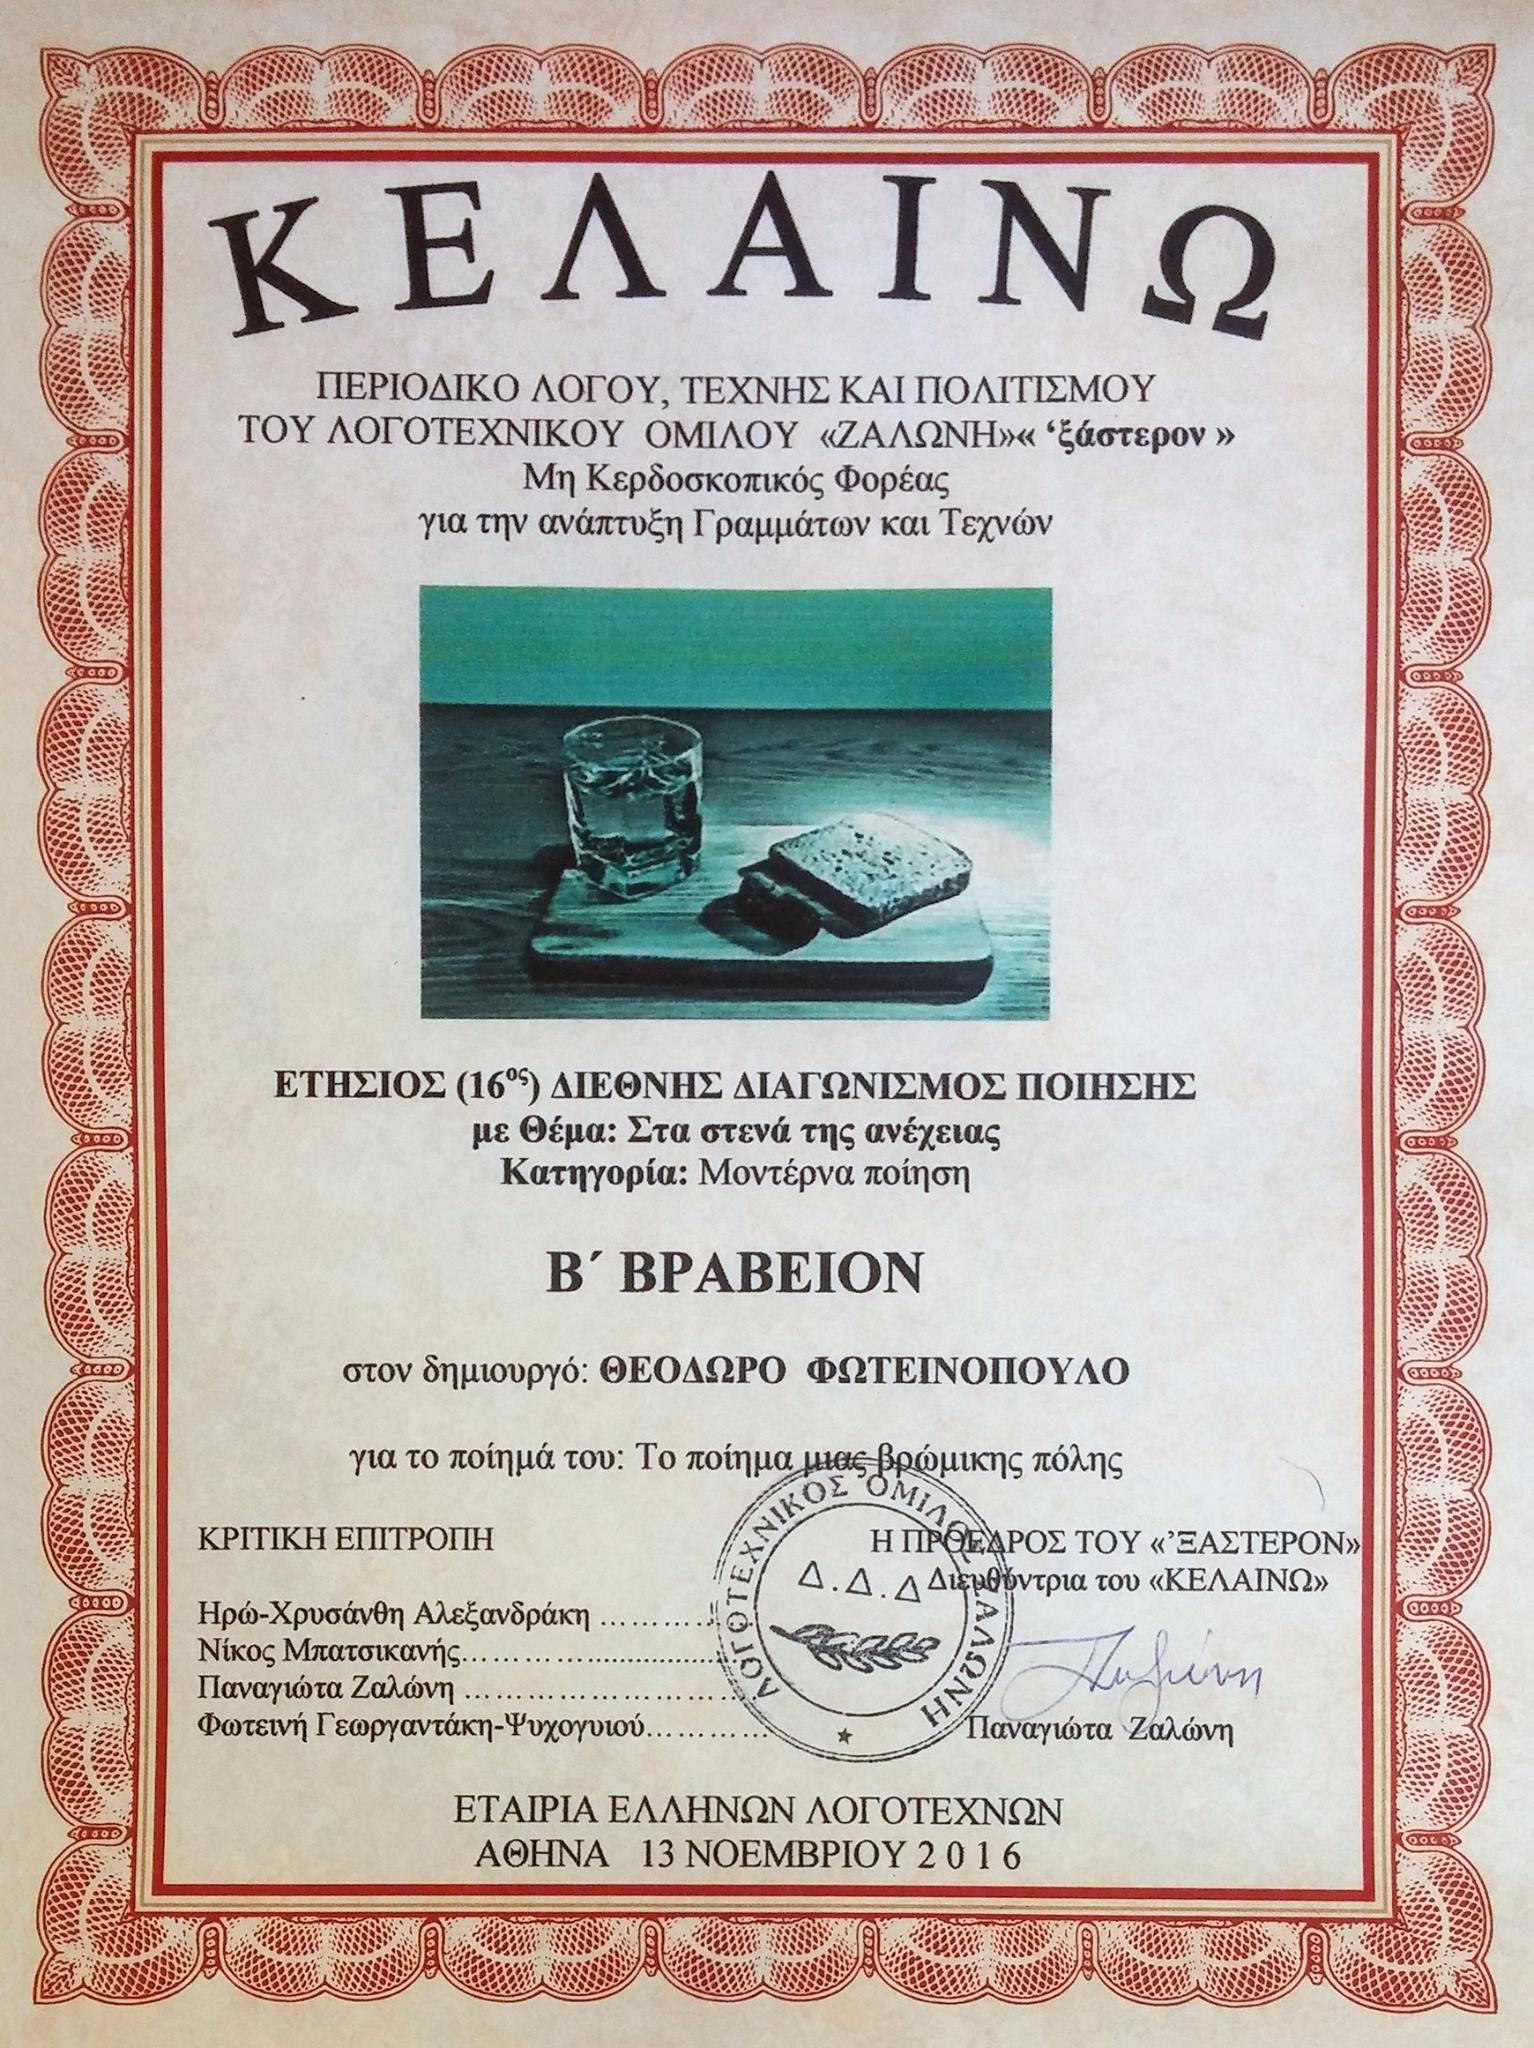 ΚΕΛΑΙΝΩ
ΠΕΡΙΟΔΙΚΟ ΛΟΓΟΥ, ΤΕΧΝΗΣ ΚΑΙ ΠΟΛΙΤΙΣΜΟΥ
ΤΟΥ ΛΟΓΟΤΕΧΝΙΚΟΥ ΟΜΙΛΟΥ «ΖΑΛΩΝΗ»« ‘ξάστερον »
Μη Κερδοσκοπικός Φορέας
για την ανάπτυξη Γραμμάτων και Τεχνών
ΕΤΗΣΙΟΣ (16ος) ΔΙΕΘΝΗΣ ΔΙΑΓΩΝΙΣΜΟΣ ΠΟΙΗΣΗΣ
με Θέμα: Στα στενά της ανέχειας
Κατηγορία: Μοντέρνα ποίηση
Β΄ ΒΡΑΒΕΙΟΝ
στον δημιουργό: ΘΕΟΔΩΡΟ ΦΩΤΕΙΝΟΠΟΥΛΟ
για το ποίημά του: Το ποίημα μιας βρώμικης πόλης
ΚΡΙΤΙΚΗ ΕΠΙΤΡΟΠΗ
Ηρώ-Χρυσάνθη Αλεξανδράκη …………
Νίκος Μπατσικανής…………....................
Παναγιώτα Ζαλώνη ………………………
Φωτεινή Γεωργαντάκη-Ψυχογυιού…………
ΛΟΓΟΤΕΧΝΙΚΟΣ ΟΜΙΛΟΣ ΖΑΛΩΝΗ
Δ.Δ.Δ
Η ΠΡΟΕΔΡΟΣ ΤΟΥ «’ΞΑΣΤΕΡΟΝ»
Διευθύντρια του «ΚΕΛΑΙΝΩ»
Παναγιώτα Ζαλώνη
ΕΤΑΙΡΙΑ ΕΛΛΗΝΩΝ ΛΟΓΟΤΕΧΝΩΝ
ΑΘΗΝΑ 13 ΝΟΕΜΒΡΙΟΥ 2 0 1 6